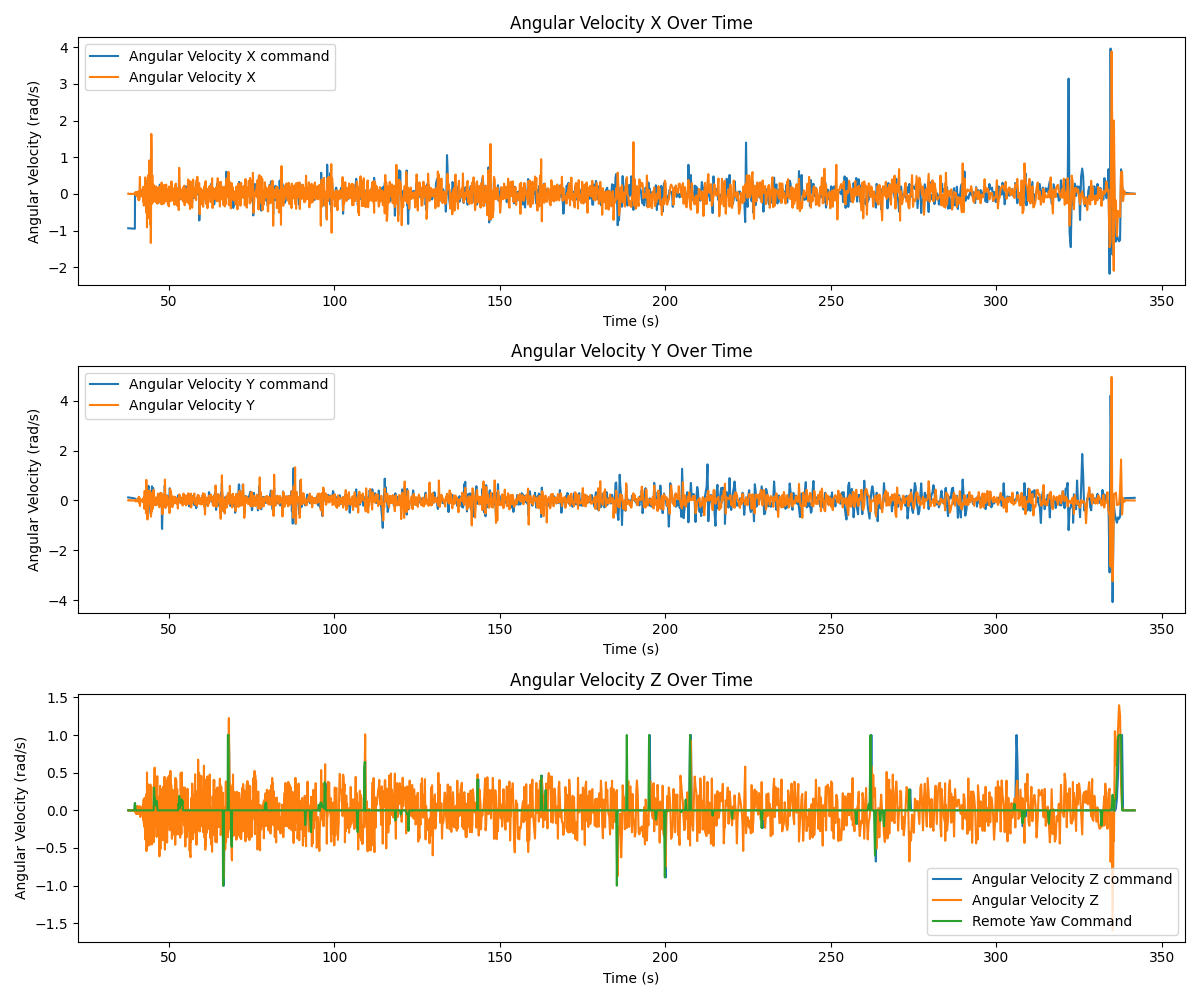 Angular Velocity X Over Time
Angular Velocity (rad/s)
4
3
2
1
0
−1
−2
Angular Velocity X command
Angular Velocity X
50 100 150 200 250 300 350
Time (s)
Angular Velocity Y Over Time
Angular Velocity (rad/s)
4
2
0
−2
−4
Angular Velocity Y command
Angular Velocity Y
50 100 150 200 250 300 350
Time (s)
Angular Velocity Z Over Time
Angular Velocity (rad/s)
1.5
1.0
0.5
0.0
−0.5
−1.0
−1.5
Angular Velocity Z command
Angular Velocity Z
Remote Yaw Command
50 100 150 200 250 300 350
Time (s)